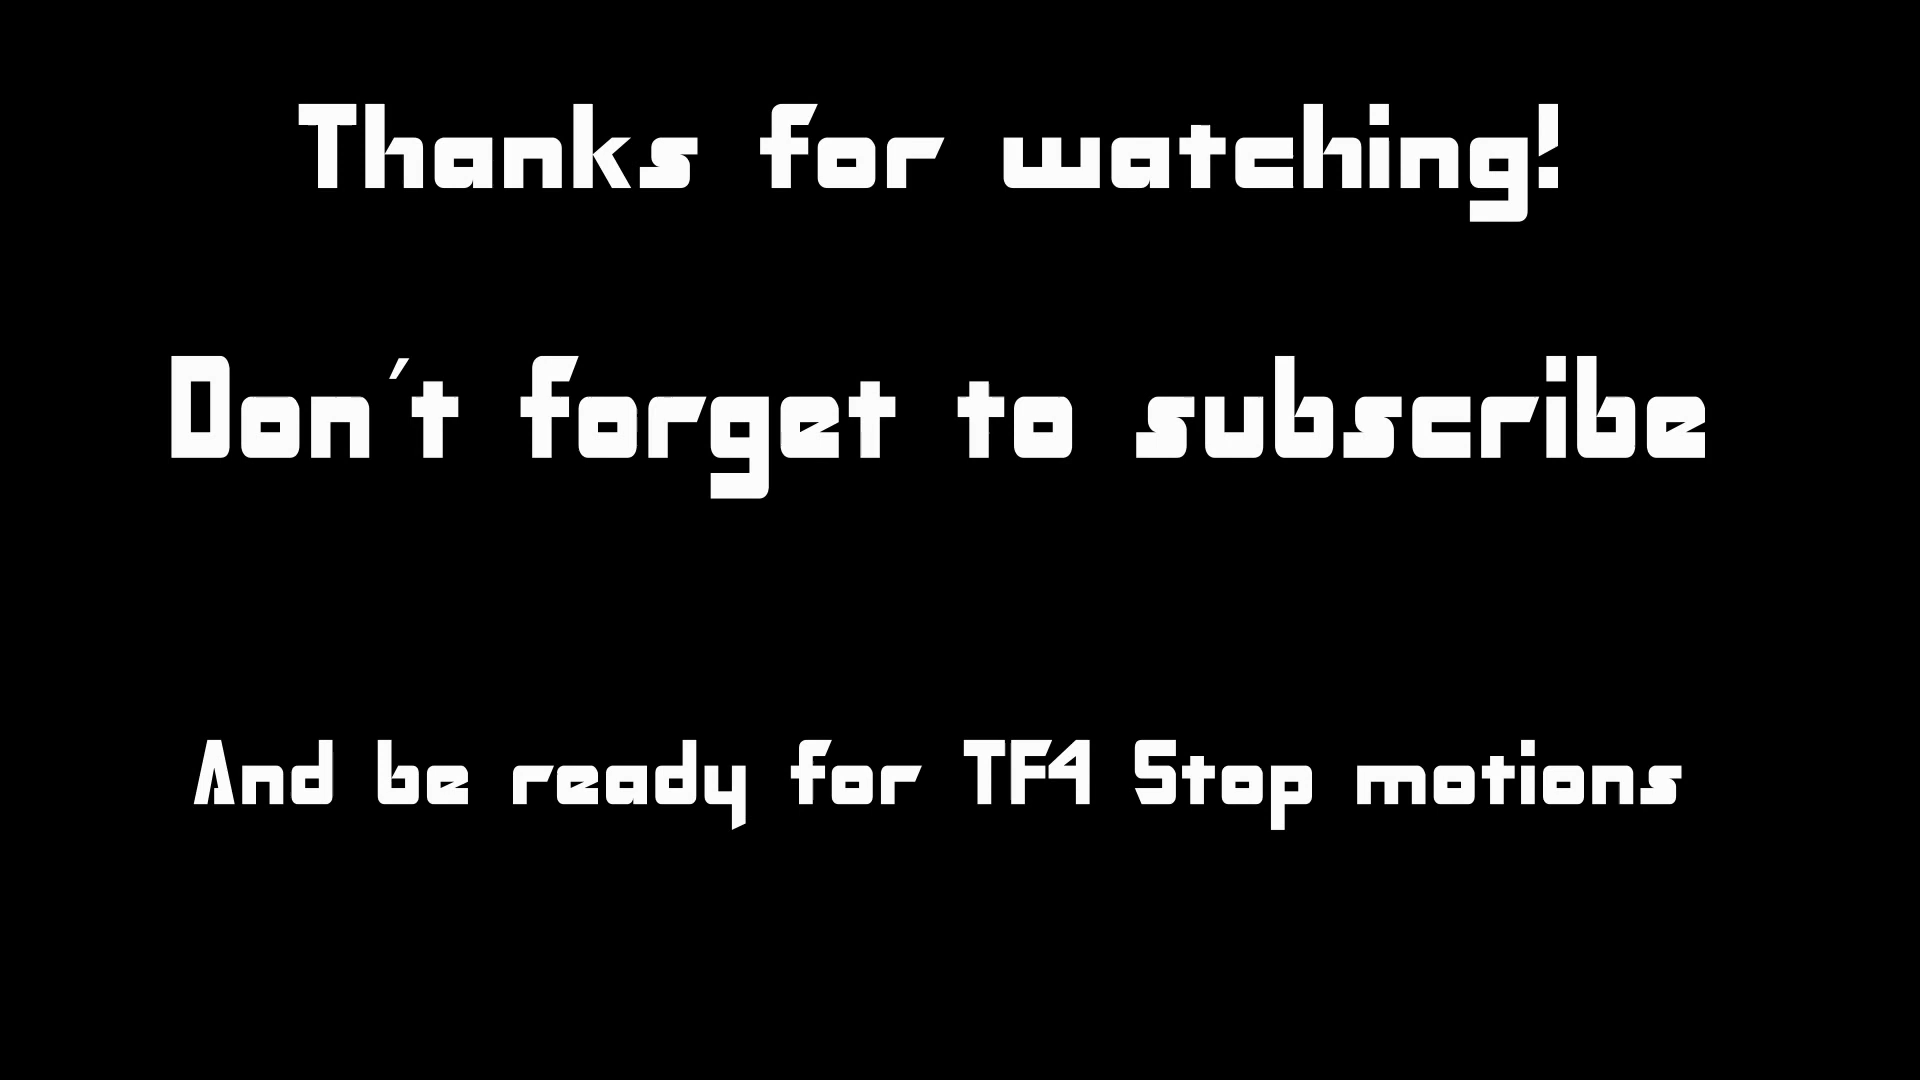 Thanks for watching!
Don't forget to subscribe
And be ready for TF4 Stop motions